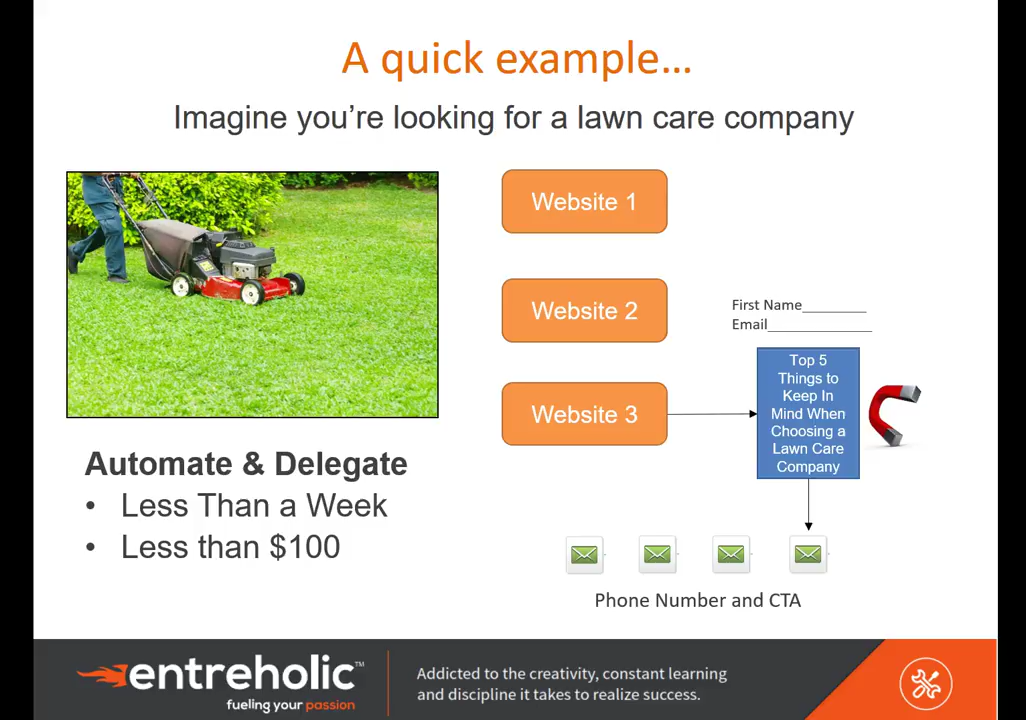 A quick example…
Imagine you’re looking for a lawn care company
Website 1
Website 2
First Name________
Email_____________
Website 3
Top 5
Things to
Keep In
Mind When
Choosing a
Lawn Care
Company
Automate & Delegate
• Less Than a Week
• Less than $100
Phone Number and CTA
entreholic™
fueling your passion
Addicted to the creativity, constant learning
and discipline it takes to realize success.